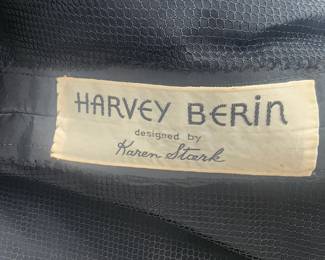 HARVEY BERin
designed by
Karen Stark